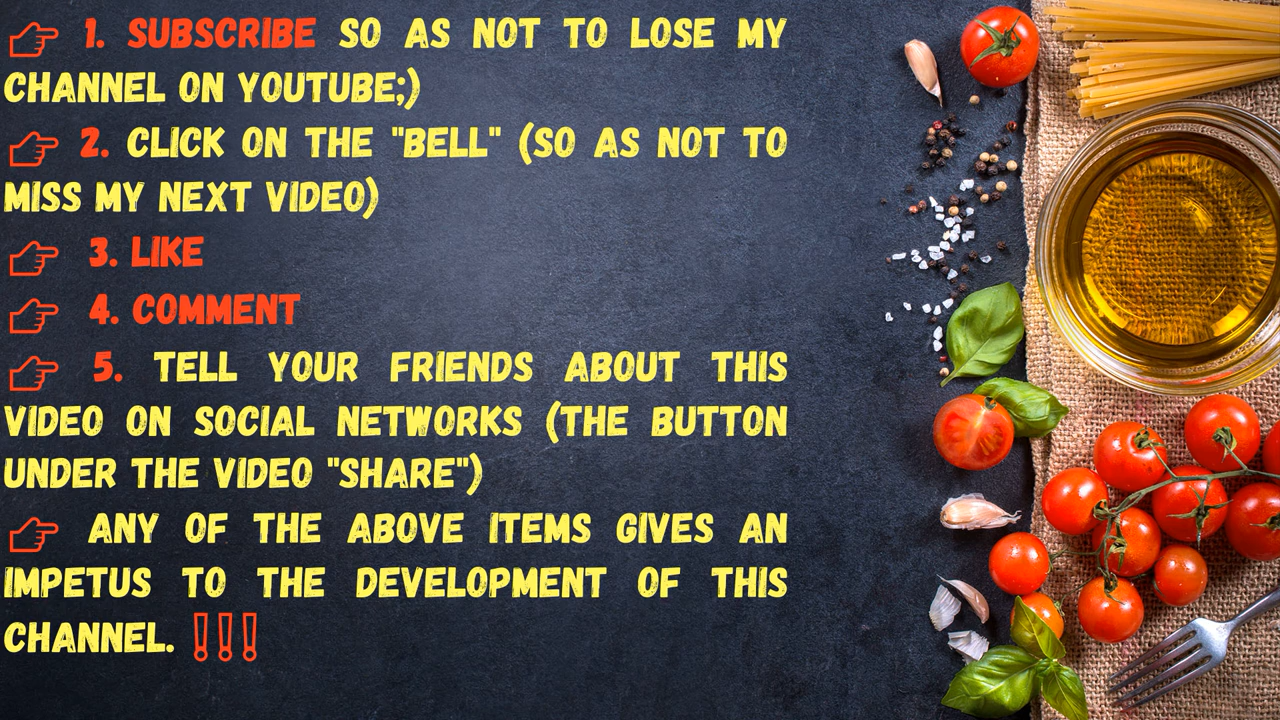 👉 1. SUBSCRIBE SO AS NOT TO LOSE MY
CHANNEL ON YOUTUBE;)
👉 2. CLICK ON THE "BELL" (SO AS NOT TO
MISS MY NEXT VIDEO)
👉 3. LIKE
👉 4. COMMENT
👉 5. TELL YOUR FRIENDS ABOUT THIS
VIDEO ON SOCIAL NETWORKS (THE BUTTON
UNDER THE VIDEO "SHARE")
👉 ANY OF THE ABOVE ITEMS GIVES AN
IMPETUS TO THE DEVELOPMENT OF THIS
CHANNEL. !!!